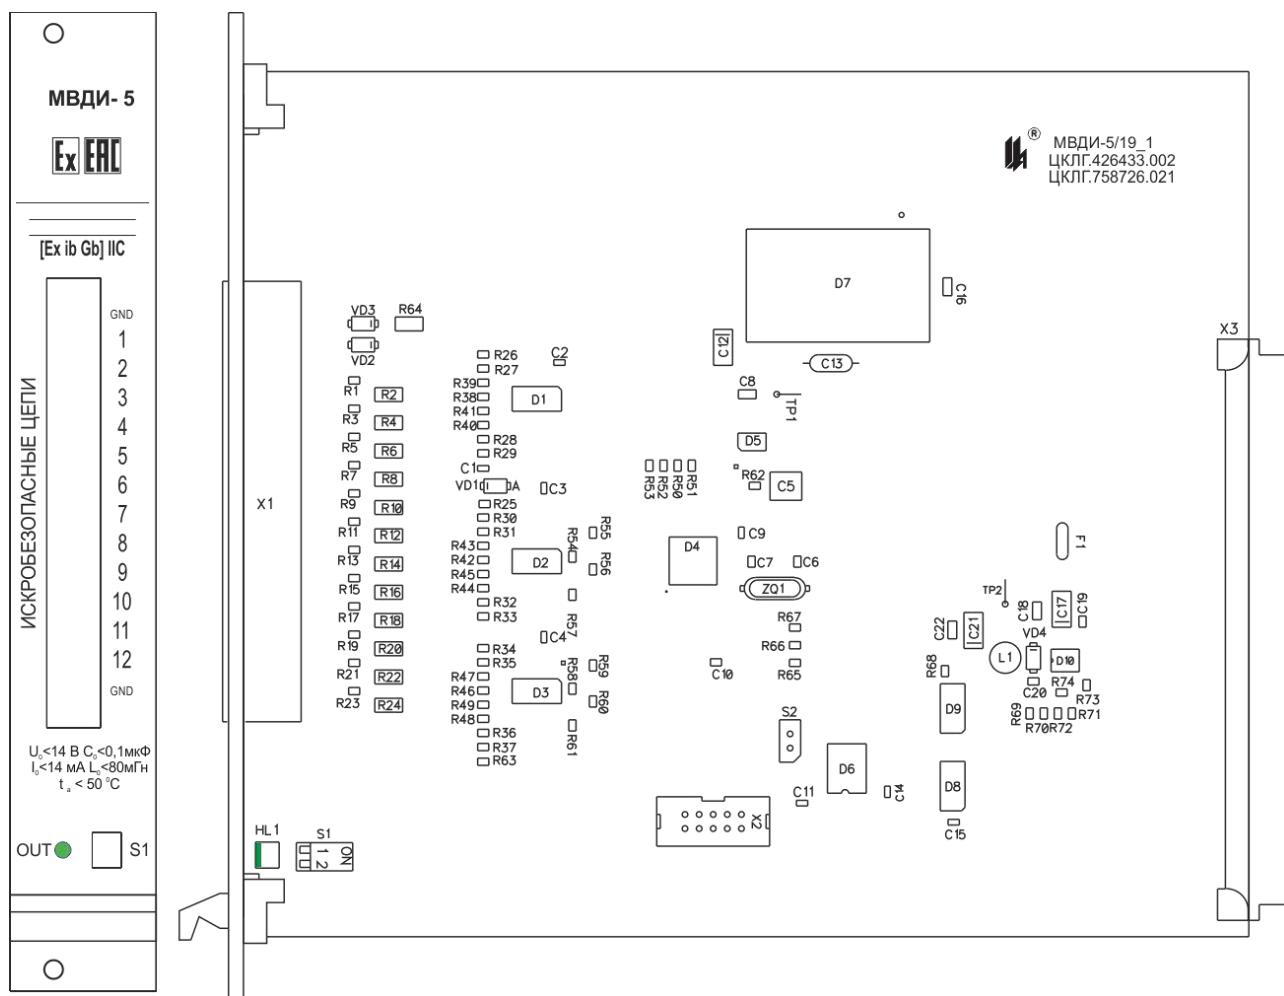 МВДИ- 5
Ex EAC
[Ex ib Gb] IIC
ИСКРОБЕЗОПАСНЫЕ ЦЕПИ
GND
1
2
3
4
5
6
7
8
9
10
11
12
GND
U₀<14 В C₀<0,1мкФ
I₀<14 мА L₀<80мГн
t ₐ < 50 °C
OUT
S1
®
МВДИ-5/19_1
ЦКЛГ.426433.002
ЦКЛГ.758726.021
D7
C16
X3
VD3
R64
VD2
C12
C13
R26
C2
R27
R1
R39
R2
R38
D1
C8
TP1
R3
R41
R4
R40
R5
R28
D5
R6
R29
R7
C1
R53
R52
R50
R51
R62
R8
VD1
A
C3
C5
R9
X1
R10
R25
R30
R11
R31
R54
R55
C9
F1
R12
R43
D4
R13
R42
D2
R56
C7
C6
R14
R45
R15
R44
ZQ1
TP2
R16
R32
C18
C17
C19
R17
R33
R57
R67
R18
C22
C21
VD4
R19
C4
R66
R20
R34
L1
D10
R21
R35
R58
R59
C10
R65
R68
R22
R47
C20
R74
R73
R23
R46
D3
R60
R24
R49
S2
D9
R69
R70
R72
R71
R48
R36
R61
R37
R63
D6
D8
C14
C11
X2
C15
HL1
S1
1
2
ON